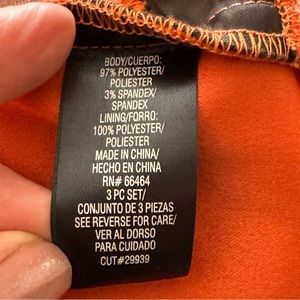 BODY/CUERPO:
97% POLYESTER/
POLIESTER
3% SPANDEX/
SPANDEX
LINING/FORRO:
100% POLYESTER/
POLIESTER
MADE IN CHINA/
HECHO EN CHINA
RN# 66464
3 PC SET/
CONJUNTO DE 3 PIEZAS
SEE REVERSE FOR CARE/
VER AL DORSO
PARA CUIDADO
CUT#29939